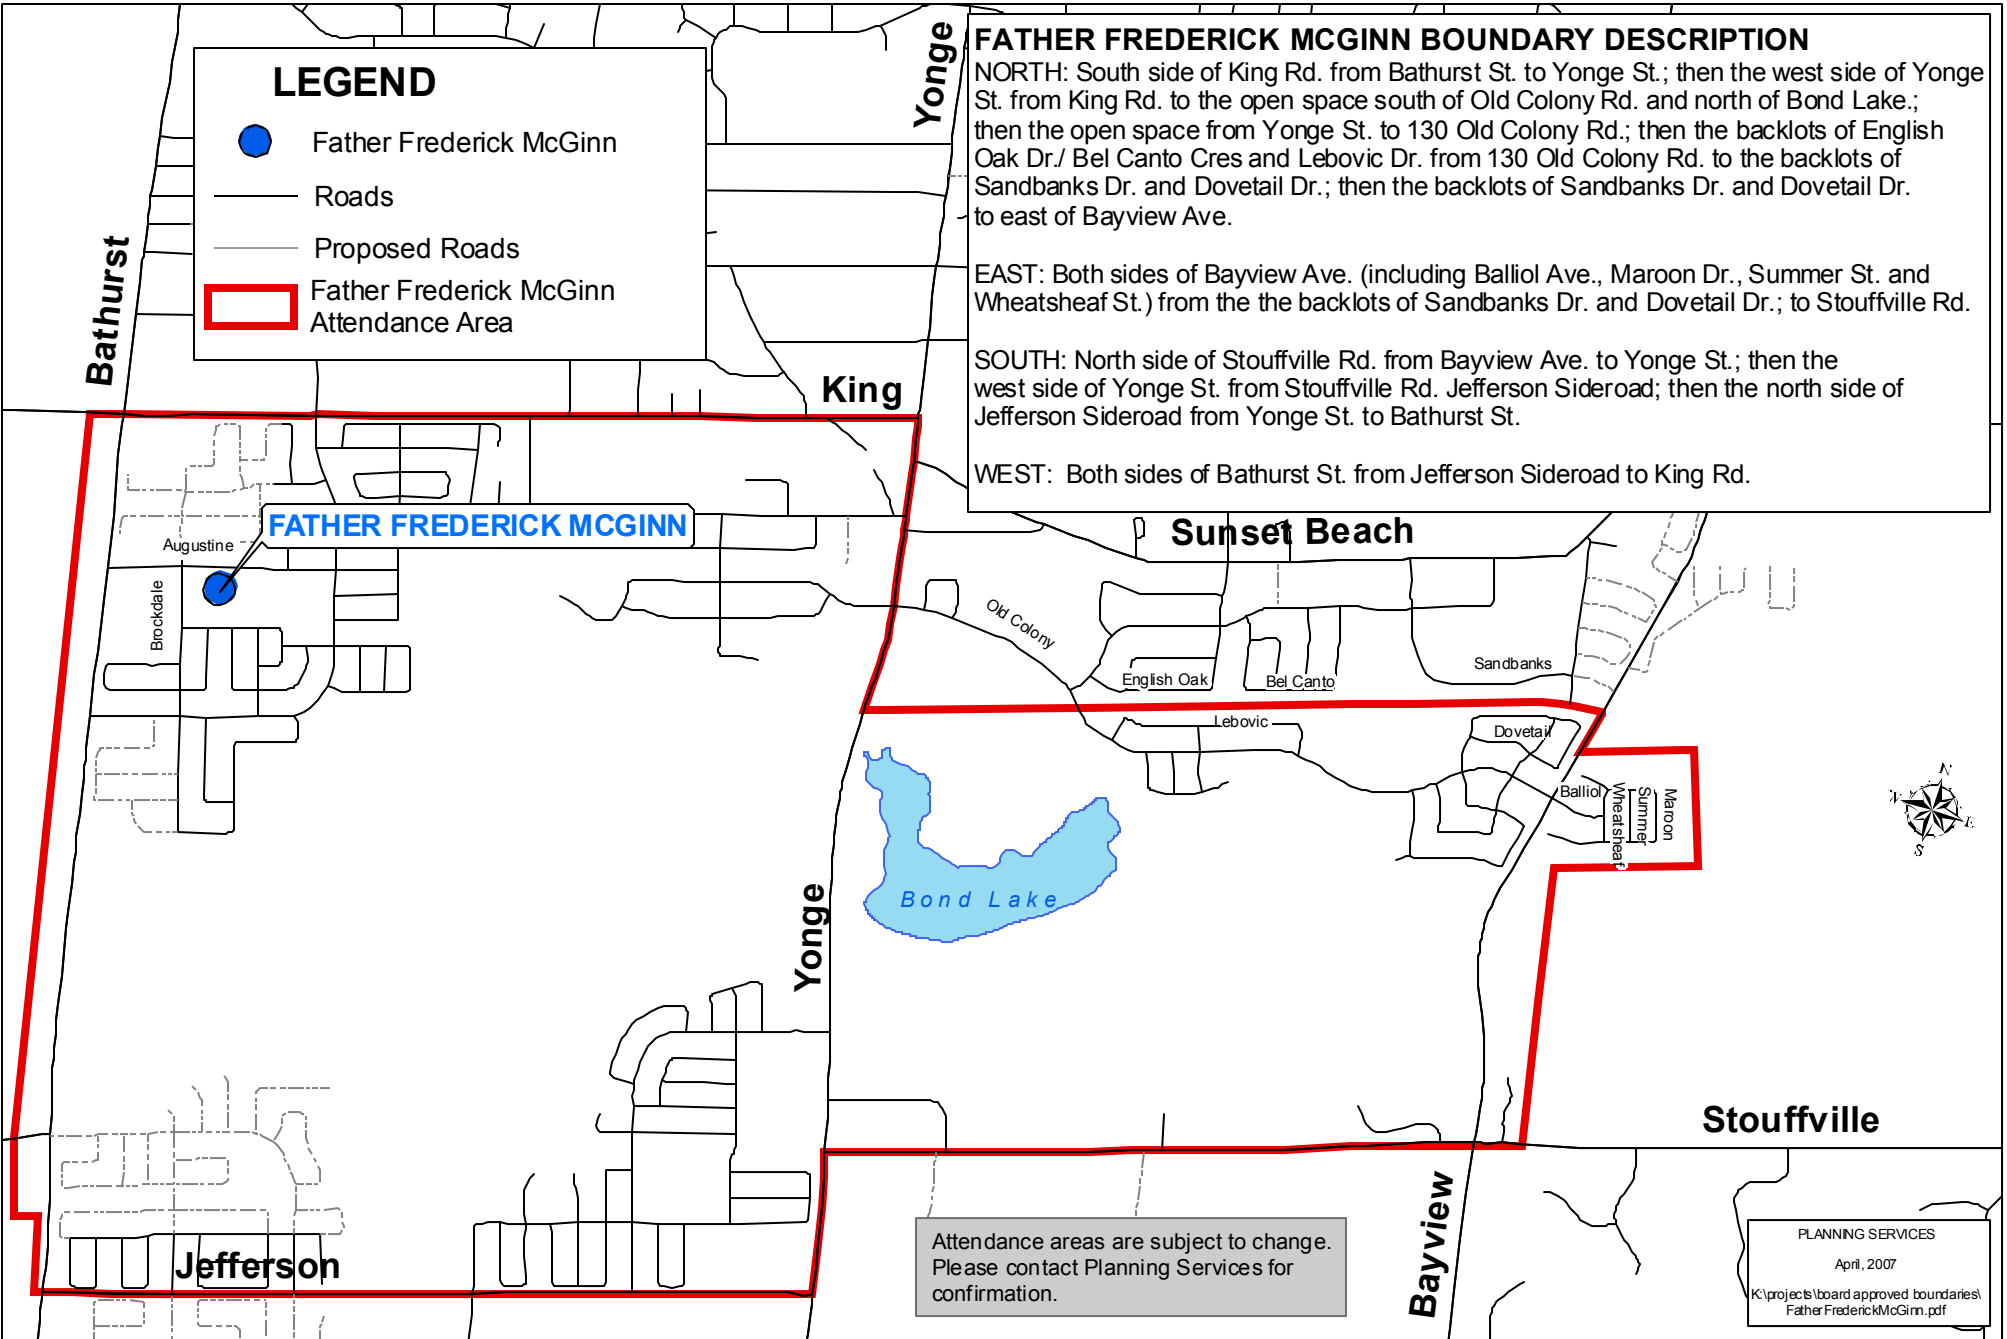 LEGEND
Father Frederick McGinn
Roads
Proposed Roads
Father Frederick McGinn
Attendance Area
FATHER FREDERICK MCGINN BOUNDARY DESCRIPTION
NORTH: South side of King Rd. from Bathurst St. to Yonge St.; then the west side of Yonge
St. from King Rd. to the open space south of Old Colony Rd. and north of Bond Lake.;
then the open space from Yonge St. to 130 Old Colony Rd.; then the backlots of English
Oak Dr./ Bel Canto Cres and Lebovic Dr. from 130 Old Colony Rd. to the backlots of
Sandbanks Dr. and Dovetail Dr.; then the backlots of Sandbanks Dr. and Dovetail Dr.
to east of Bayview Ave.
EAST: Both sides of Bayview Ave. (including Balliol Ave., Maroon Dr., Summer St. and
Wheatsheaf St.) from the the backlots of Sandbanks Dr. and Dovetail Dr.; to Stouffville Rd.
SOUTH: North side of Stouffville Rd. from Bayview Ave. to Yonge St.; then the
west side of Yonge St. from Stouffville Rd. Jefferson Sideroad; then the north side of
Jefferson Sideroad from Yonge St. to Bathurst St.
WEST: Both sides of Bathurst St. from Jefferson Sideroad to King Rd.
Yonge
Bathurst
King
FATHER FREDERICK MCGINN
Sunset Beach
Augustine
Brockdale
Old Colony
English Oak
Bel Canto
Sandbanks
Lebovic
Dovetail
Balliol
Wheatsheaf
Summer
Maroon
N
W
E
S
Bond Lake
Yonge
Stouffville
Bayview
Jefferson
Attendance areas are subject to change.
Please contact Planning Services for
confirmation.
PLANNING SERVICES
April, 2007
K:\projects\board approved boundaries\
FatherFrederickMcGinn.pdf